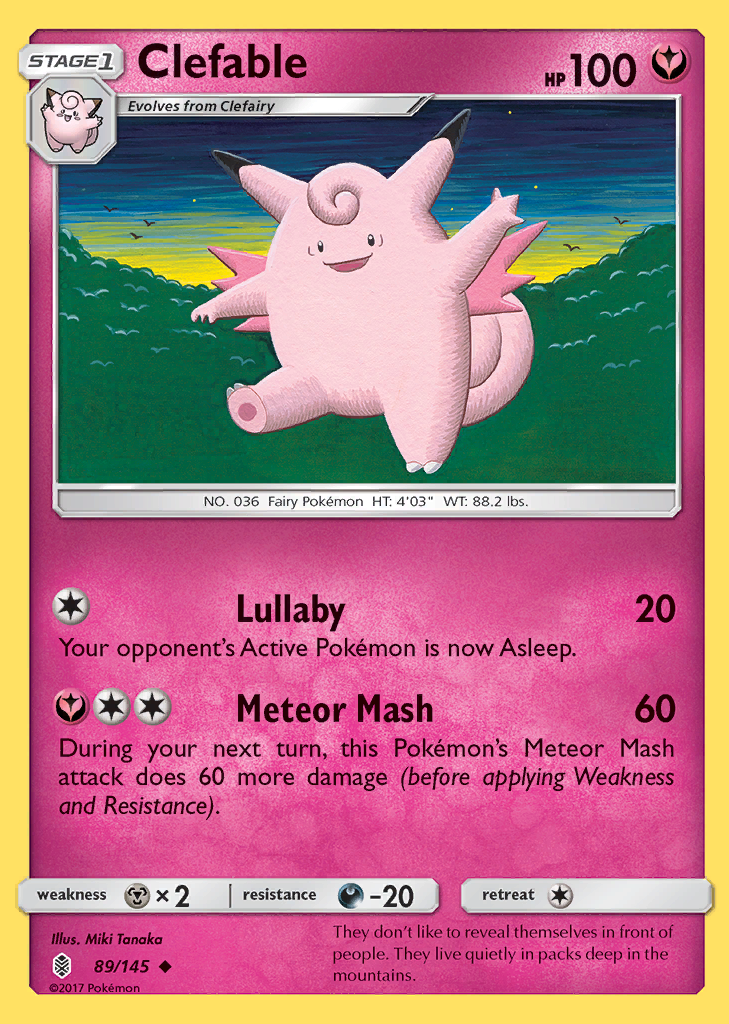 STAGE1
Clefable
HP 100
Evolves from Clefairy
NO. 036 Fairy Pokémon HT: 4'03" WT: 88.2 lbs.
Lullaby 20
Your opponent's Active Pokémon is now Asleep.
Meteor Mash 60
During your next turn, this Pokémon's Meteor Mash
attack does 60 more damage (before applying Weakness
and Resistance).
weakness ×2 resistance -20 retreat
Illus. Miki Tanaka
89/145
©2017 Pokémon
They don't like to reveal themselves in front of
people. They live quietly in packs deep in the
mountains.